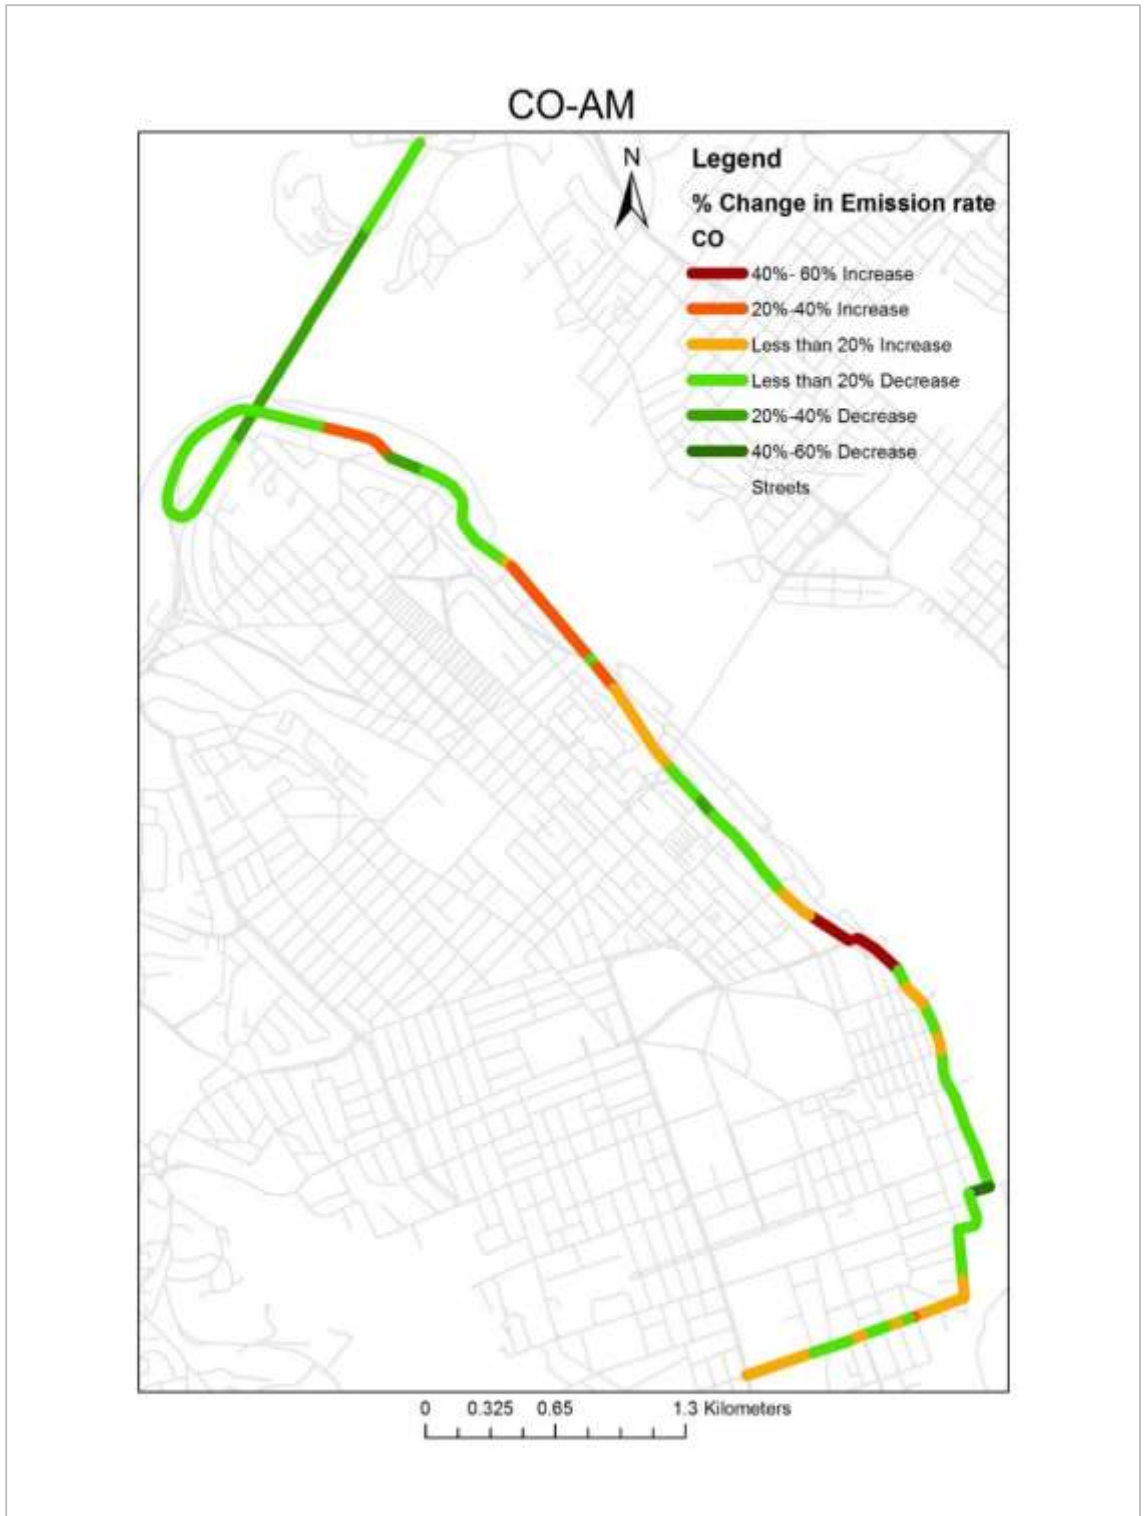 CO-AM
N
Legend
% Change in Emission rate
CO
40%- 60% Increase
20%-40% Increase
Less than 20% Increase
Less than 20% Decrease
20%-40% Decrease
40%-60% Decrease
Streets
0 0.325 0.65 1.3 Kilometers